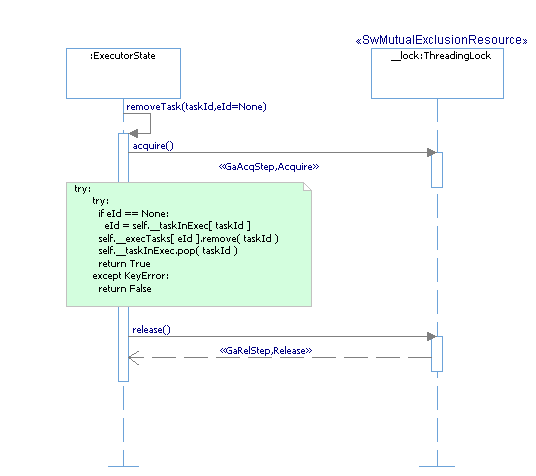 «SwMutualExclusionResource»
:ExecutorState
__lock:ThreadingLock
removeTask(taskId,eId=None)
acquire()
«GaAcqStep,Acquire»
try:
try:
if eId == None:
eId = self.__taskInExec[ taskId ]
self.__execTasks[ eId ].remove( taskId )
self.__taskInExec.pop( taskId )
return True
except KeyError:
return False
release()
«GaRelStep,Release»